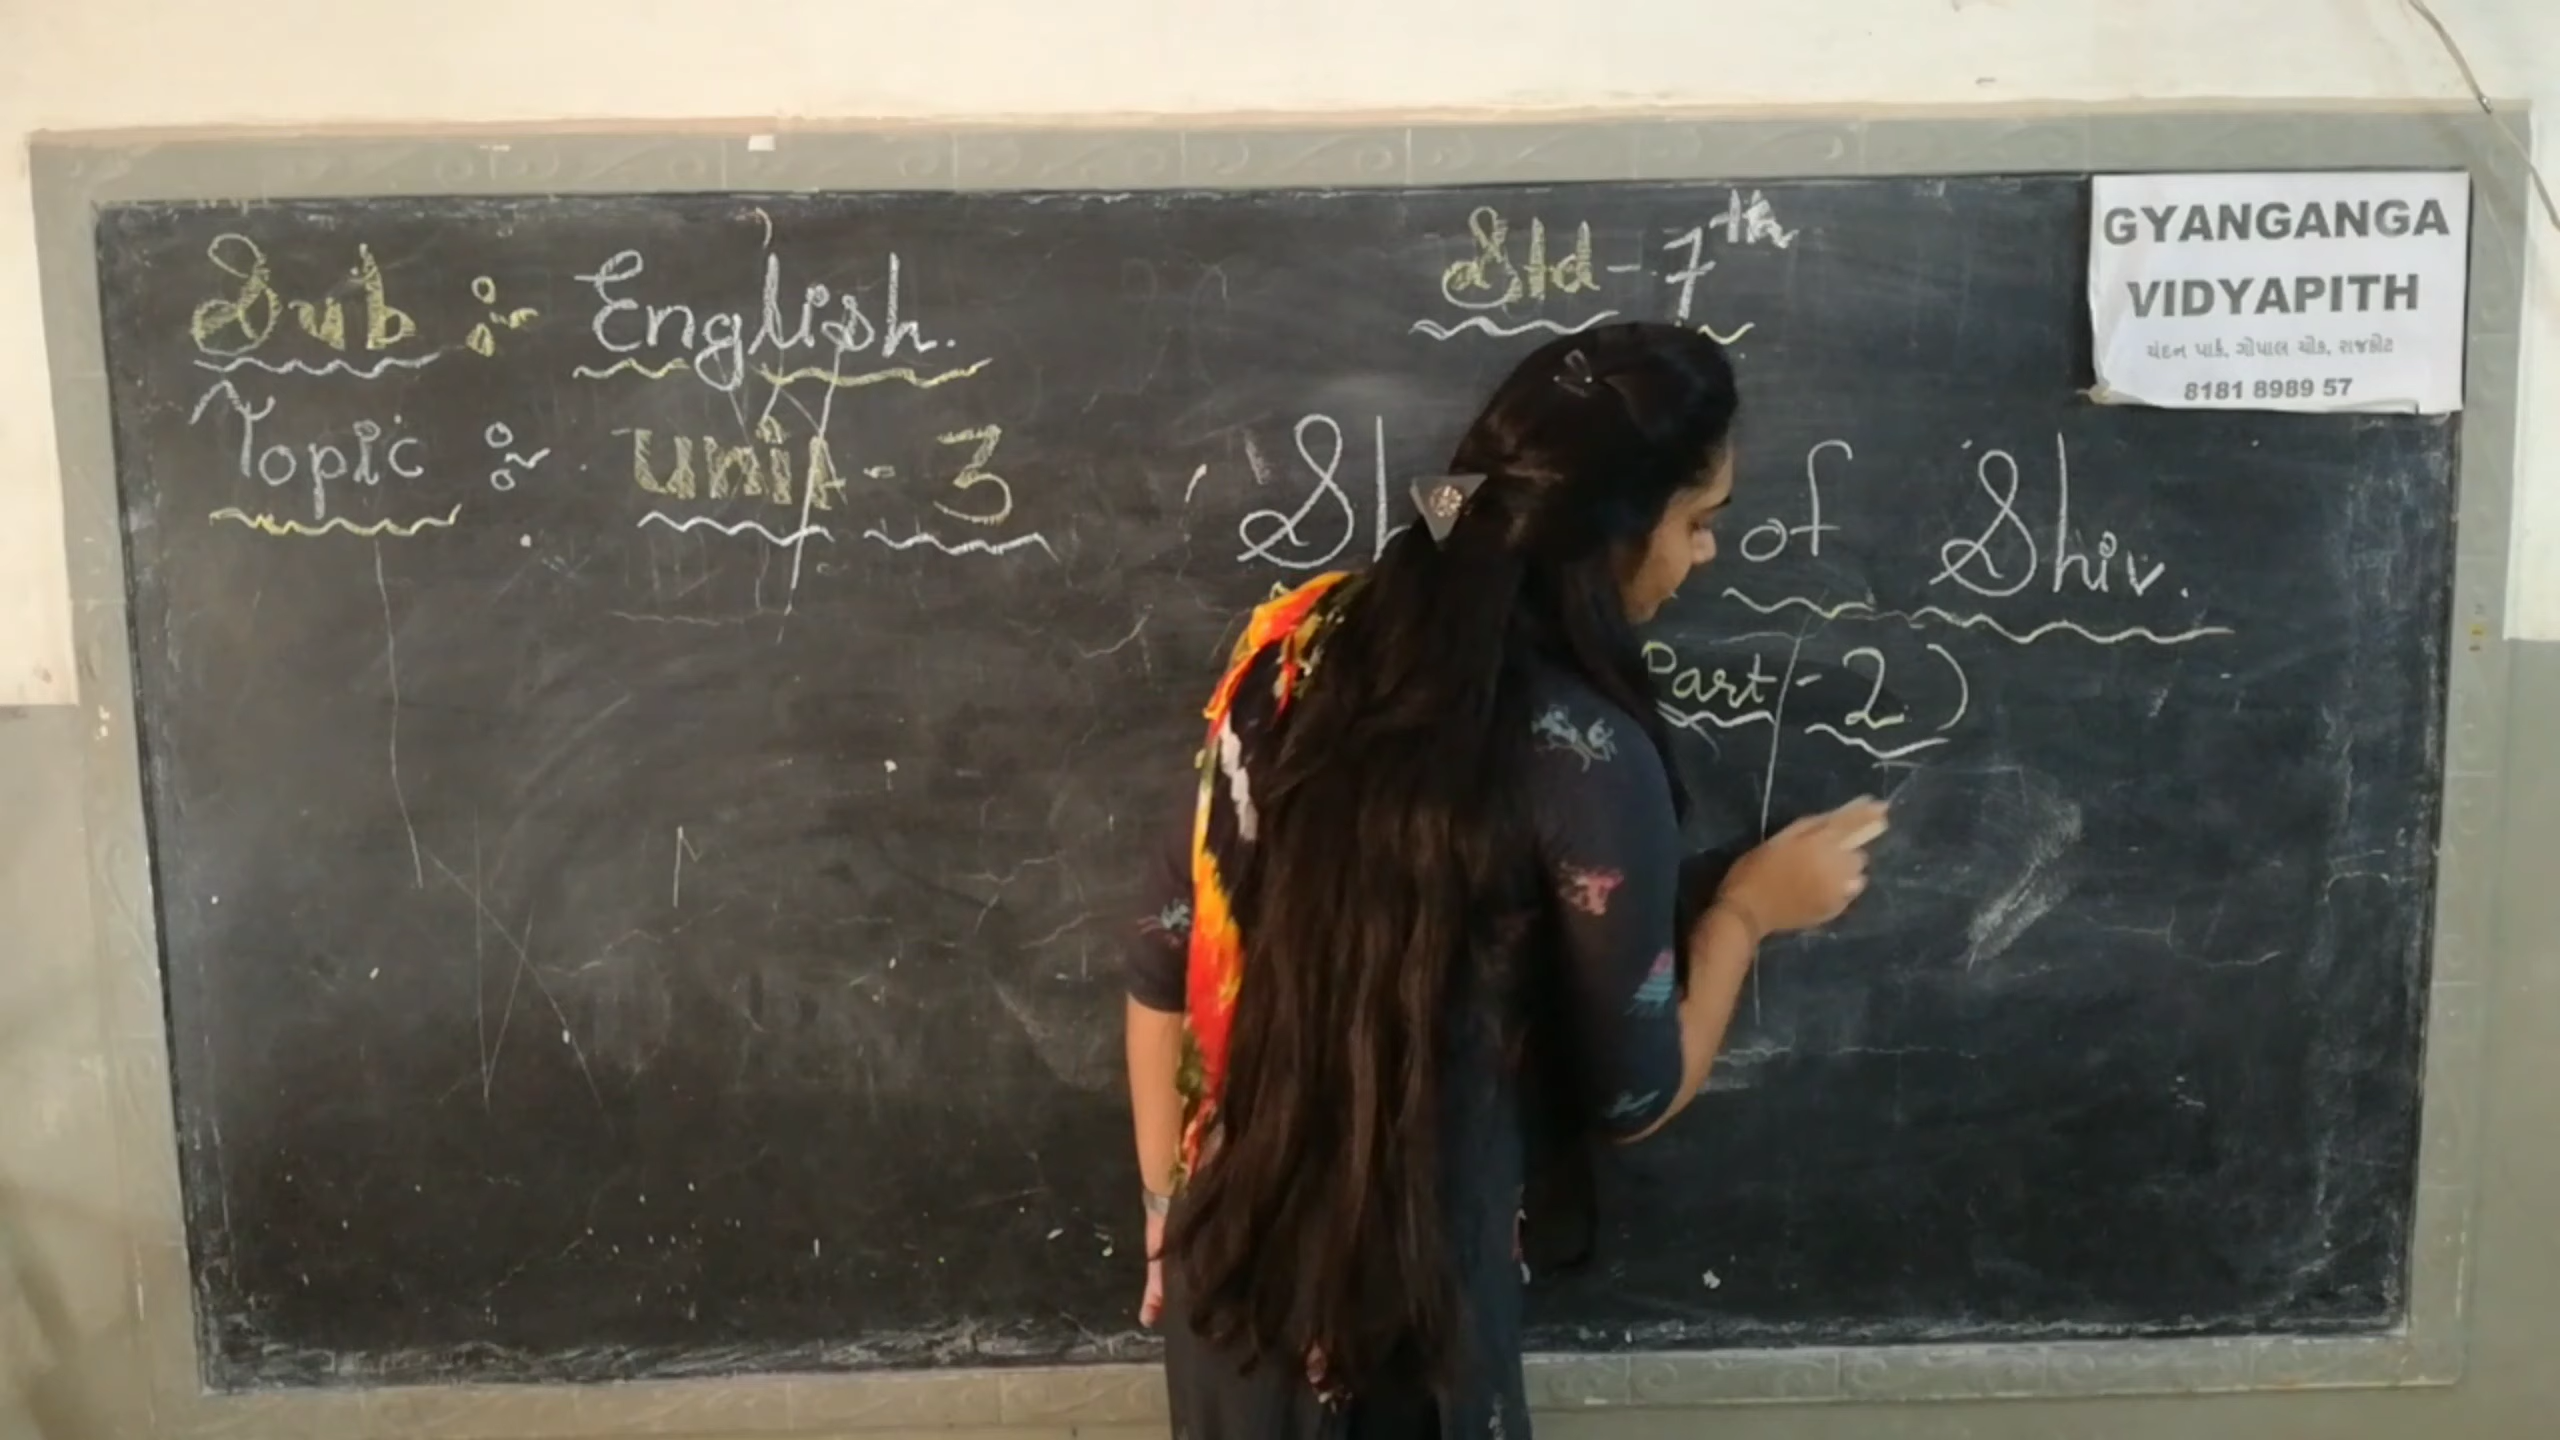 Sub :- English.
Std - 7th
GYANGANGA
VIDYAPITH
ચંદન પાર્ક, ગોપાલ ચોક, રાજકોટ
8181 8989 57
Topic :- Unit - 3
of Shiv.
Part - 2)